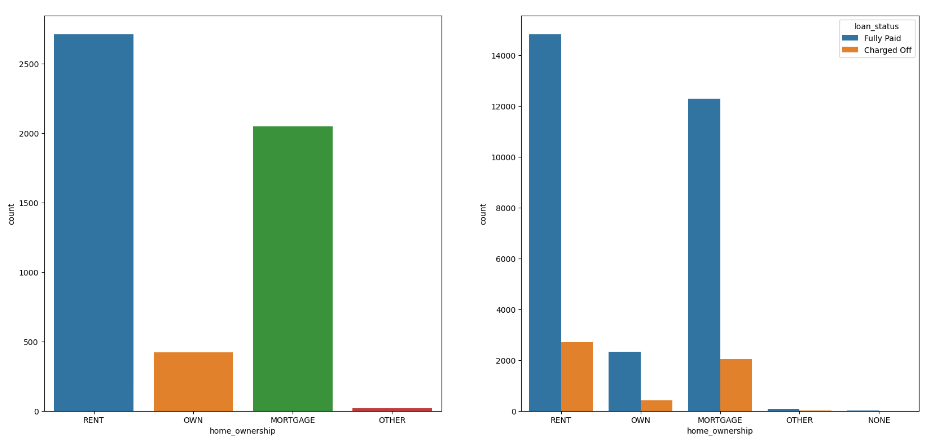 2500
2000
1500
1000
500
0
count
RENT OWN MORTGAGE OTHER
home_ownership
loan_status
Fully Paid
Charged Off
14000
12000
10000
8000
6000
4000
2000
0
count
RENT OWN MORTGAGE OTHER NONE
home_ownership